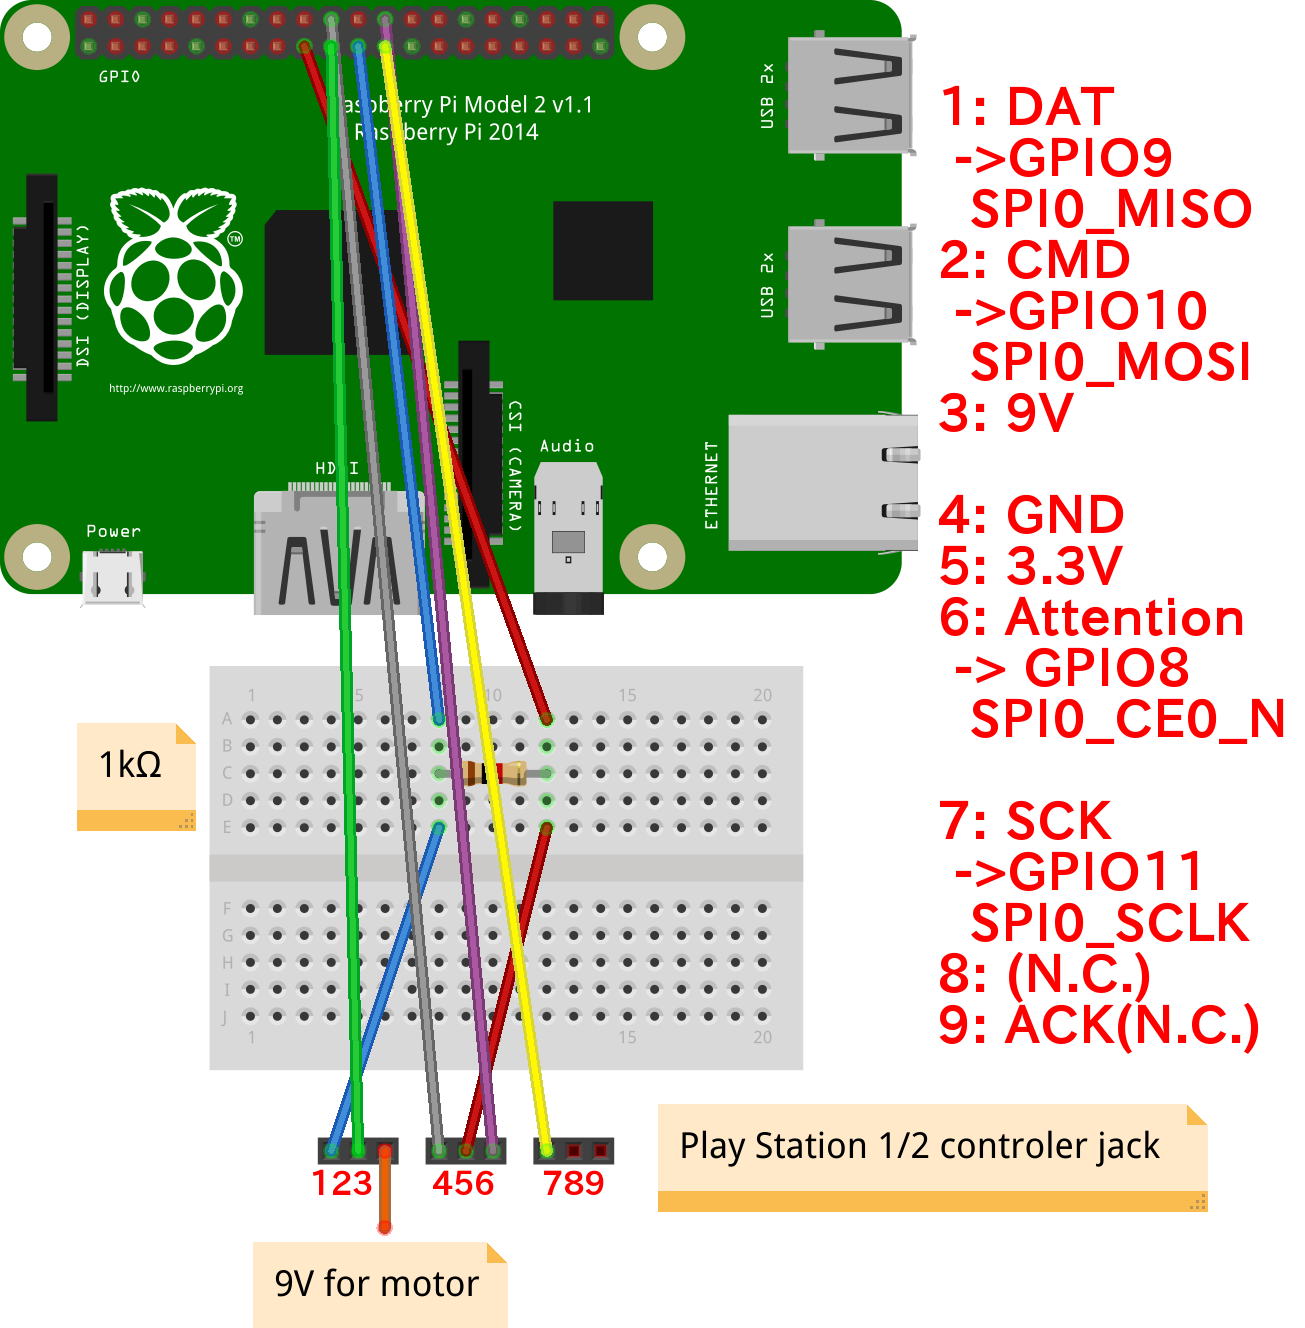 GPIO
aspberry Pi Model 2 v1.1
Raspberry Pi 2014
DSI (DISPLAY)
TM
http://www.raspberrypi.org
USB 2x
USB 2x
CSI (CAMERA)
Audio
ETHERNET
Power
1: DAT
->GPIO9
SPI0_MISO
2: CMD
->GPIO10
SPI0_MOSI
3: 9V
4: GND
5: 3.3V
6: Attention
-> GPIO8
SPI0_CE0_N
7: SCK
->GPIO11
SPI0_SCLK
8: (N.C.)
9: ACK(N.C.)
1kΩ
1 5 10 15 20
A
B
C
D
E
F
G
H
I
J
1 15 20
123 456 789
Play Station 1/2 controler jack
9V for motor